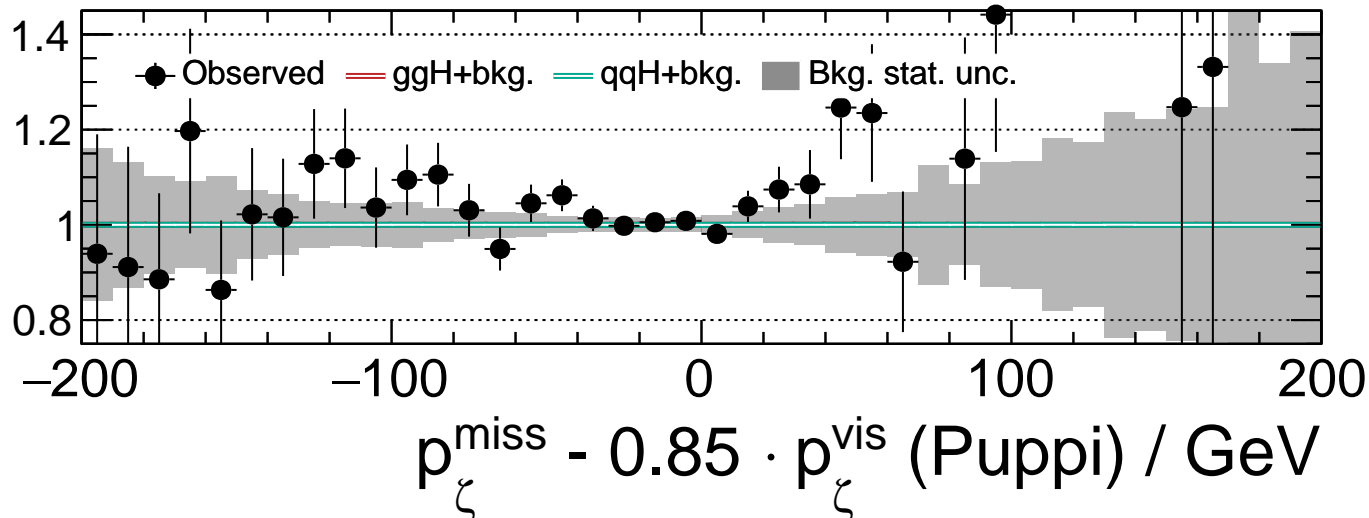 1.4
Observed ggH+bkg. qqH+bkg. Bkg. stat. unc.
1.2
1
0.8
−200 −100 0 100 200
p_ζ^miss - 0.85 · p_ζ^vis (Puppi) / GeV